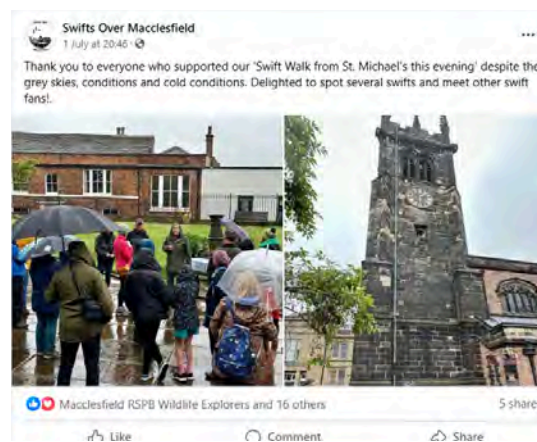 Swifts Over Macclesfield
1 July at 20:46 ·
Thank you to everyone who supported our 'Swift Walk from St. Michael's this evening' despite the
grey skies, conditions and cold conditions. Delighted to spot several swifts and meet other swift
fans!.
Macclesfield RSPB Wildlife Explorers and 16 others
5 share
Like
Comment
Share